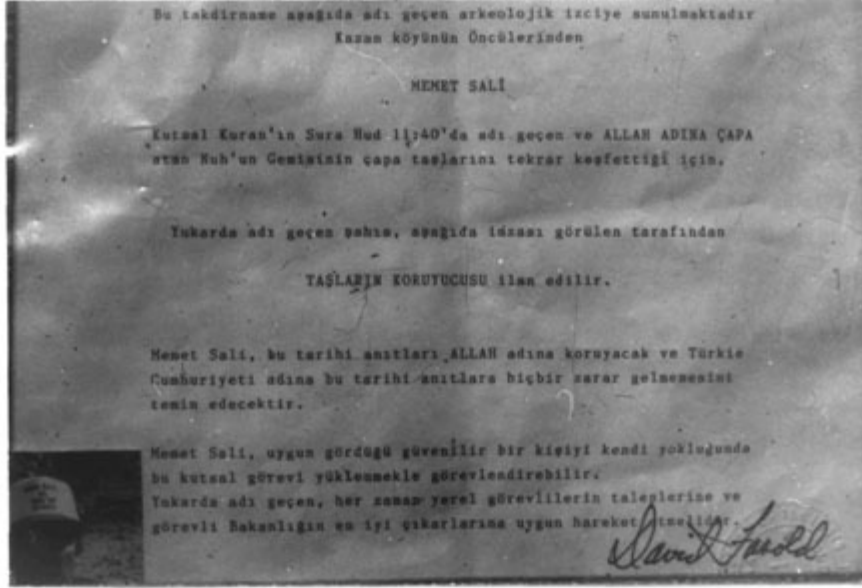 Bu takdirname aşağıda adı geçen arkeolojik izciye sunulmaktadır
Kazan köyünün Öncülerinden
MEMET SALİ
Kutsal Kuran'ın Sura Hud 11:40'da adı geçen ve ALLAH ADINA ÇAPA
atan Nuh'un Gemisinin çapa taşlarını tekrar keşfettiği için.
Yukarda adı geçen şahıs, aşağıda imzası görülen tarafından
TAŞLARIN KORUYUCUSU ilan edilir.
Memet Sali, bu tarihi anıtları ALLAH adına koruyacak ve Türkie
Cumhuriyeti adına bu tarihi anıtlara hiçbir zarar gelmemesini
temin edecektir.
Memet Sali, uygun gördüğü güvenilir bir kişiyi kendi yokluğunda
bu kutsal görevi yüklenmekle görevlendirebilir.
Yukarda adı geçen, her zaman yerel görevlilerin taleplerine ve
görevli Bakanlığın en iyi çıkarlarına uygun hareket etmelidir.
David Fasold